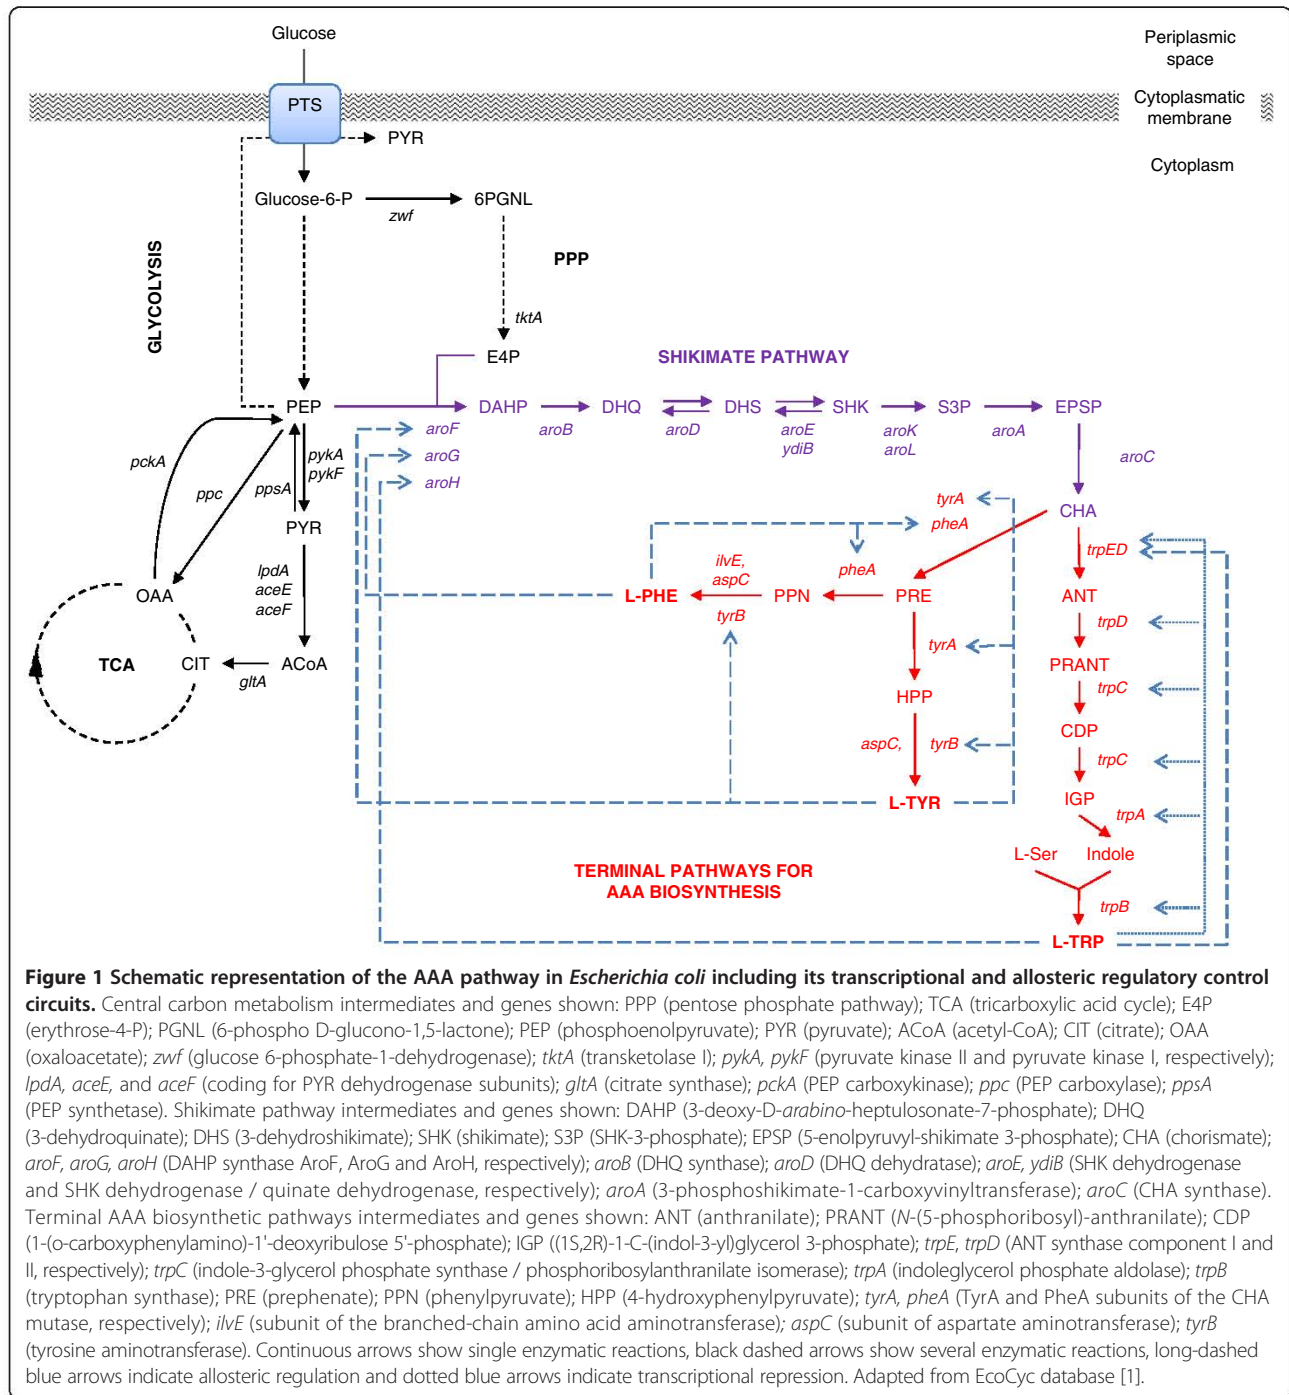 Glucose
Periplasmic
space
PTS
Cytoplasmatic
membrane
PYR
Cytoplasm
Glucose-6-P
zwf
6PGNL
GLYCOLYSIS
PPP
tktA
E4P
SHIKIMATE PATHWAY
PEP
DAHP
DHQ
DHS
SHK
S3P
EPSP
aroF
aroG
aroH
aroB
aroD
aroE
ydiB
aroK
aroL
aroA
aroC
pckA
ppc
ppsA
pykA
pykF
PYR
lpdA
aceE
aceF
OAA
TCA
CIT
gltA
ACoA
CHA
tyrA
pheA
trpED
ilvE,
aspC
tyrB
pheA
L-PHE
PPN
PRE
ANT
tyrA
trpD
HPP
PRANT
trpC
aspC,
tyrB
CDP
trpC
L-TYR
IGP
trpA
L-Ser
Indole
trpB
L-TRP
TERMINAL PATHWAYS FOR
AAA BIOSYNTHESIS
Figure 1 Schematic representation of the AAA pathway in Escherichia coli including its transcriptional and allosteric regulatory control
circuits. Central carbon metabolism intermediates and genes shown: PPP (pentose phosphate pathway); TCA (tricarboxylic acid cycle); E4P
(erythrose-4-P); PGNL (6-phospho D-glucono-1,5-lactone); PEP (phosphoenolpyruvate); PYR (pyruvate); ACoA (acetyl-CoA); CIT (citrate); OAA
(oxaloacetate); zwf (glucose 6-phosphate-1-dehydrogenase); tktA (transketolase I); pykA, pykF (pyruvate kinase II and pyruvate kinase I, respectively);
lpdA, aceE, and aceF (coding for PYR dehydrogenase subunits); gltA (citrate synthase); pckA (PEP carboxykinase); ppc (PEP carboxylase); ppsA
(PEP synthetase). Shikimate pathway intermediates and genes shown: DAHP (3-deoxy-D-arabino-heptulosonate-7-phosphate); DHQ
(3-dehydroquinate); DHS (3-dehydroshikimate); SHK (shikimate); S3P (SHK-3-phosphate); EPSP (5-enolpyruvyl-shikimate 3-phosphate); CHA (chorismate);
aroF, aroG, aroH (DAHP synthase AroF, AroG and AroH, respectively); aroB (DHQ synthase); aroD (DHQ dehydratase); aroE, ydiB (SHK dehydrogenase
and SHK dehydrogenase / quinate dehydrogenase, respectively); aroA (3-phosphoshikimate-1-carboxyvinyltransferase); aroC (CHA synthase).
Terminal AAA biosynthetic pathways intermediates and genes shown: ANT (anthranilate); PRANT (N-(5-phosphoribosyl)-anthranilate); CDP
(1-(o-carboxyphenylamino)-1'-deoxyribulose 5'-phosphate); IGP ((1S,2R)-1-C-(indol-3-yl)glycerol 3-phosphate); trpE, trpD (ANT synthase component I and
II, respectively); trpC (indole-3-glycerol phosphate synthase / phosphoribosylanthranilate isomerase); trpA (indoleglycerol phosphate aldolase); trpB
(tryptophan synthase); PRE (prephenate); PPN (phenylpyruvate); HPP (4-hydroxyphenylpyruvate); tyrA, pheA (TyrA and PheA subunits of the CHA
mutase, respectively); ilvE (subunit of the branched-chain amino acid aminotransferase); aspC (subunit of aspartate aminotransferase); tyrB
(tyrosine aminotransferase). Continuous arrows show single enzymatic reactions, black dashed arrows show several enzymatic reactions, long-dashed
blue arrows indicate allosteric regulation and dotted blue arrows indicate transcriptional repression. Adapted from EcoCyc database [1].